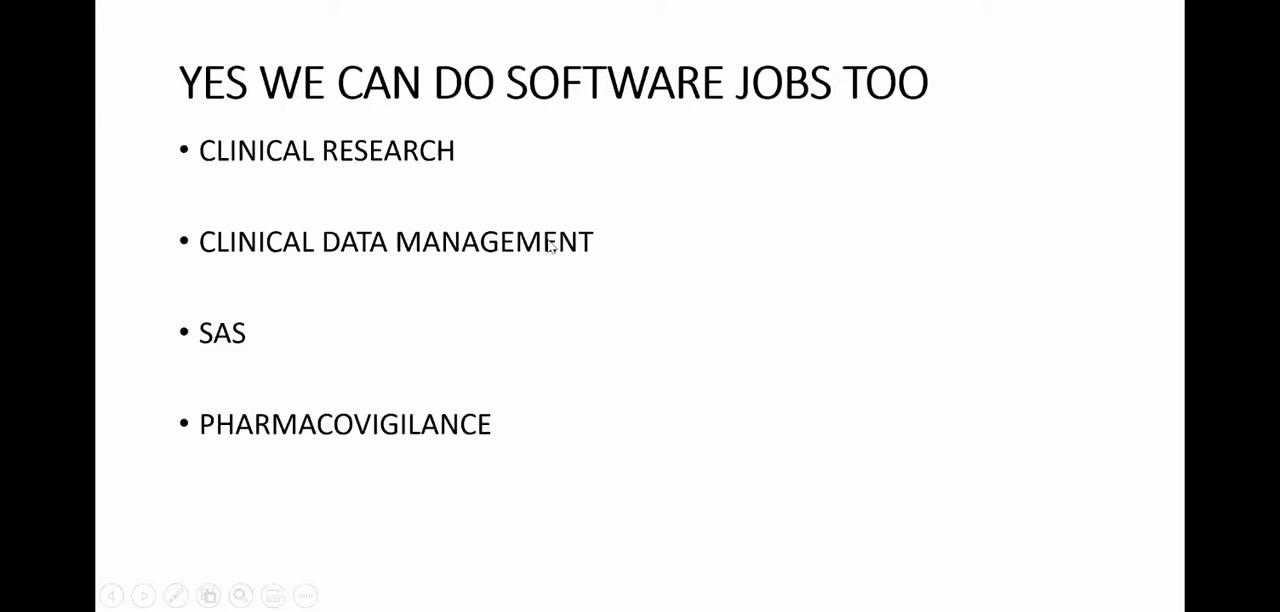 YES WE CAN DO SOFTWARE JOBS TOO
• CLINICAL RESEARCH
• CLINICAL DATA MANAGEMENT
• SAS
• PHARMACOVIGILANCE